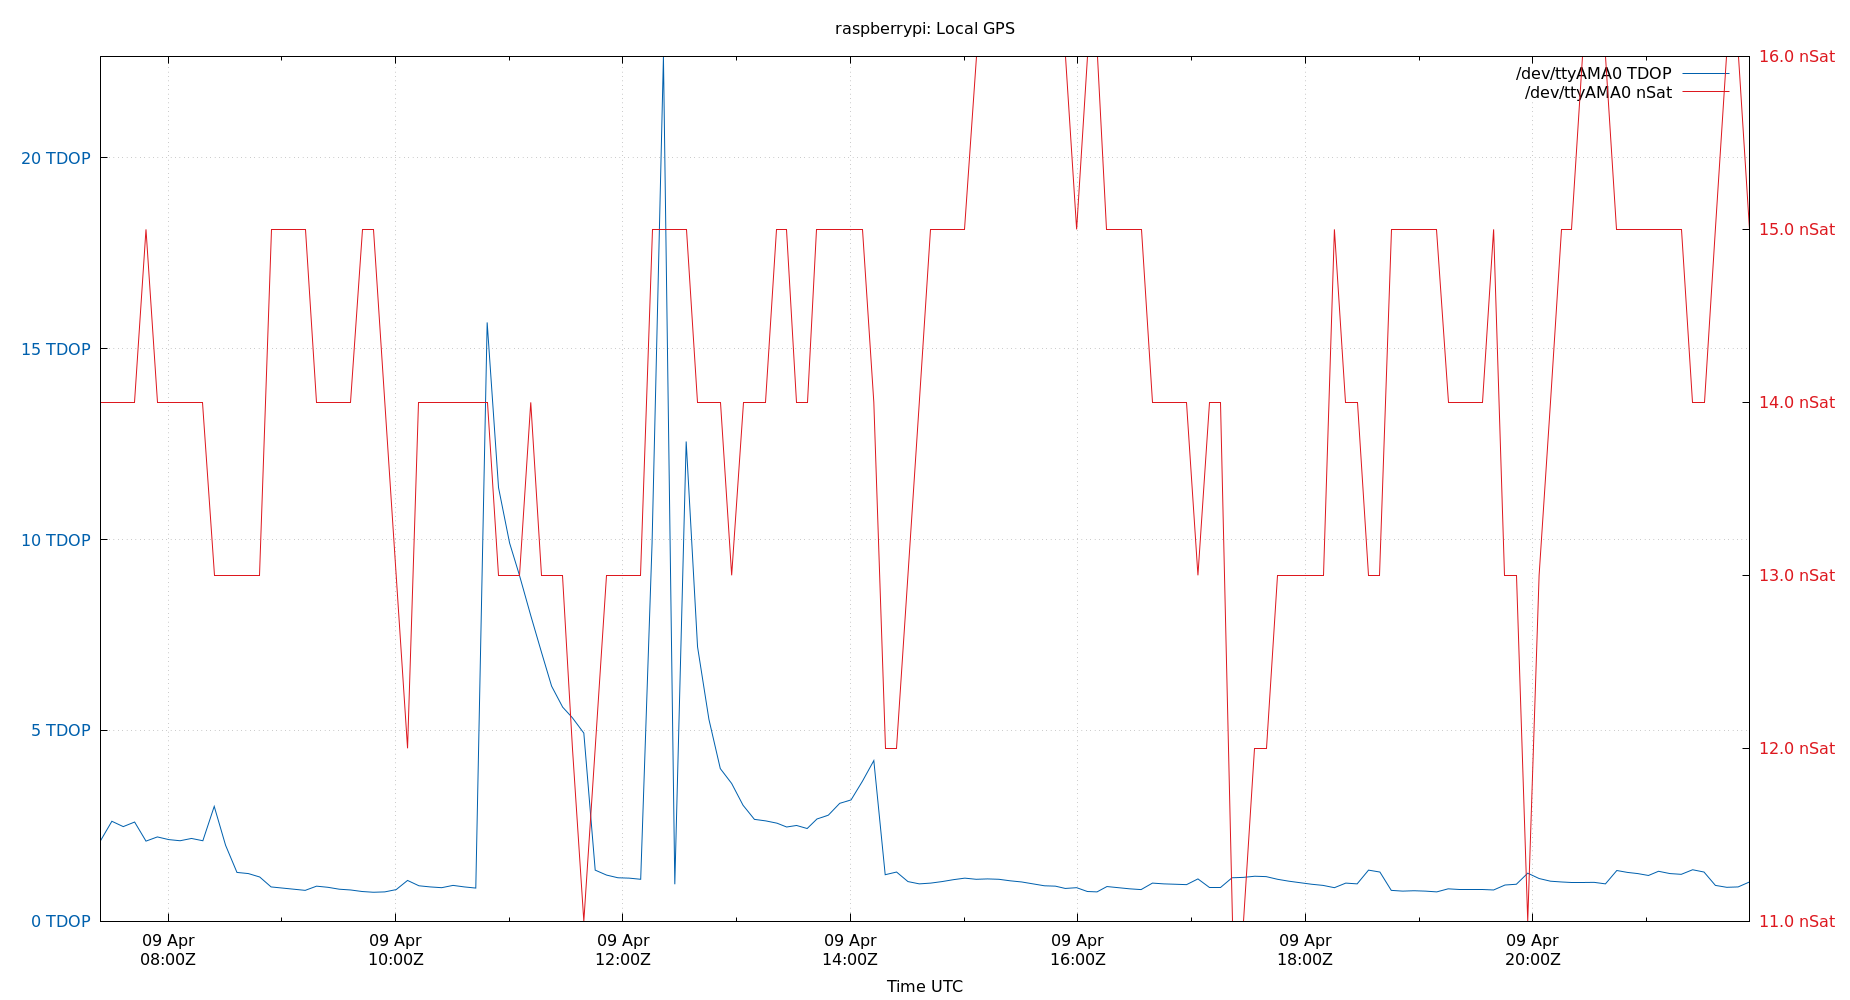 raspberrypi: Local GPS
16.0 nSat
/dev/ttyAMA0 TDOP
/dev/ttyAMA0 nSat
20 TDOP
15.0 nSat
15 TDOP
14.0 nSat
10 TDOP
13.0 nSat
5 TDOP
12.0 nSat
0 TDOP
11.0 nSat
09 Apr 09 Apr 09 Apr 09 Apr 09 Apr 09 Apr 09 Apr
08:00Z 10:00Z 12:00Z 14:00Z 16:00Z 18:00Z 20:00Z
Time UTC